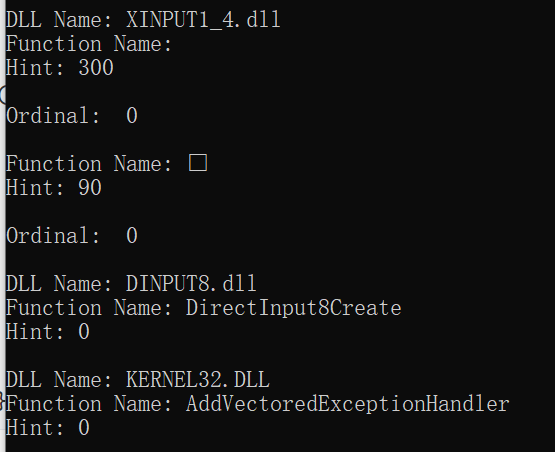 DLL Name: XINPUT1_4.dll
Function Name:
Hint: 300
Ordinal:  0
Function Name: □
Hint: 90
Ordinal:  0
DLL Name: DINPUT8.dll
Function Name: DirectInput8Create
Hint: 0
DLL Name: KERNEL32.DLL
Function Name: AddVectoredExceptionHandler
Hint: 0